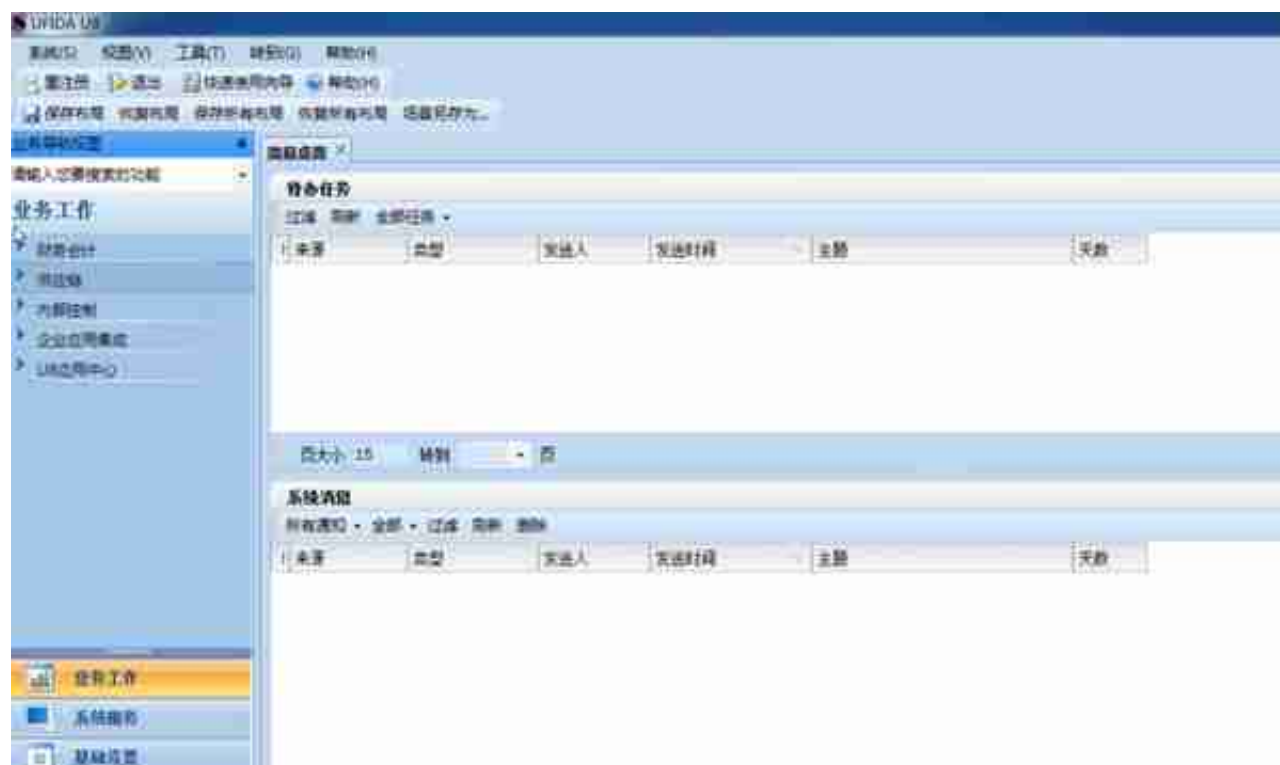 UFIDA U8
系统(S) 视图(V) 工具(T) 转到(G) 帮助(H)
重注册 退出 快速使用向导 帮助(H)
保存布局 恢复布局 保存所有布局 恢复所有布局 场景另存为...
业务导航视图
消息桌面
请输入您要搜索的功能
待办任务
业务工作
过滤 刷新 全部任务
财务会计
来源 类型 发送人 发送时间 主题 天数
供应链
内部控制
企业应用集成
U8应用中心
页大小 15 转到 页
系统消息
所有通知 全部 过滤 刷新 删除
来源 类型 发送人 发送时间 主题 天数
业务工作
系统服务
基础设置